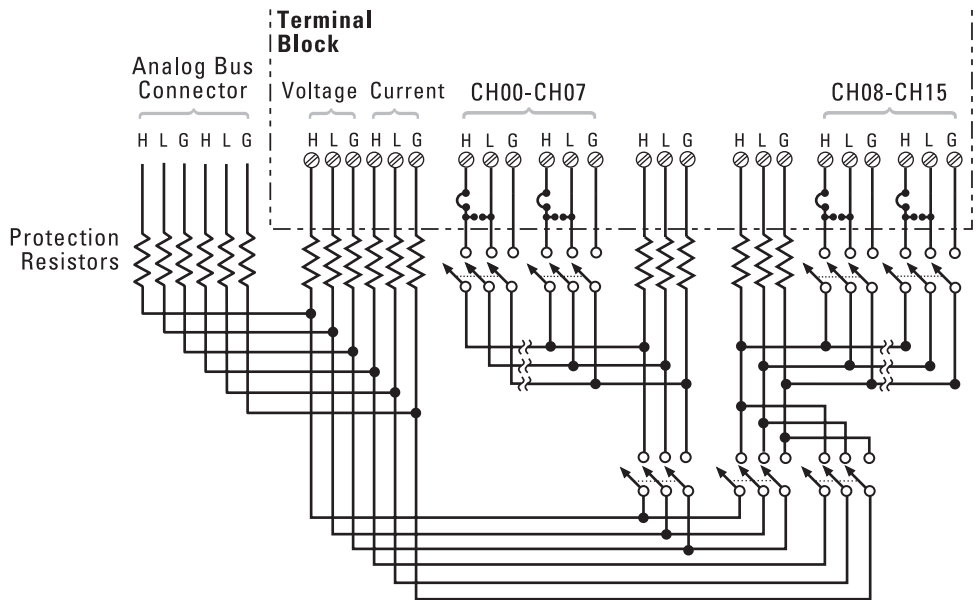 Terminal
Block
Analog Bus
Connector
Voltage Current CH00-CH07 CH08-CH15
H L G H L G H L G H L G H L G H L G H L G H L G H L G H L G
Protection
Resistors